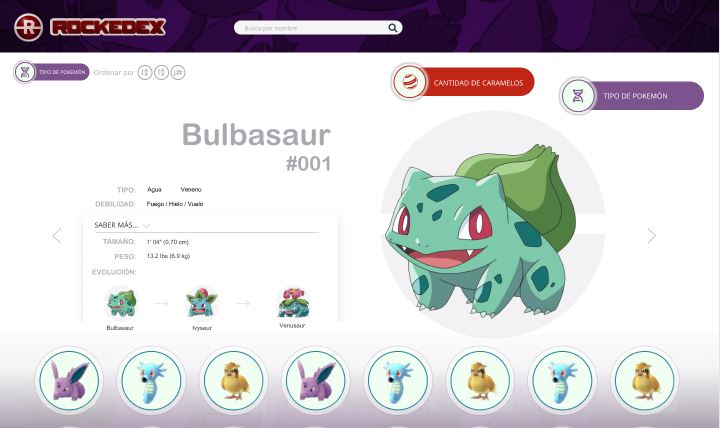 R ROCKEDEX
Busca por nombre
TIPO DE POKEMÓN
Ordenar por
CANTIDAD DE CARAMELOS
TIPO DE POKEMÓN
Bulbasaur
#001
TIPO: Agua Veneno
DEBILIDAD: Fuego / Hielo / Vuelo
SABER MÁS...
TAMAÑO: 1' 04" (0.70 cm)
PESO: 13.2 lbs (6.9 kg)
EVOLUCIÓN:
Bulbasaur Ivysaur Venusaur